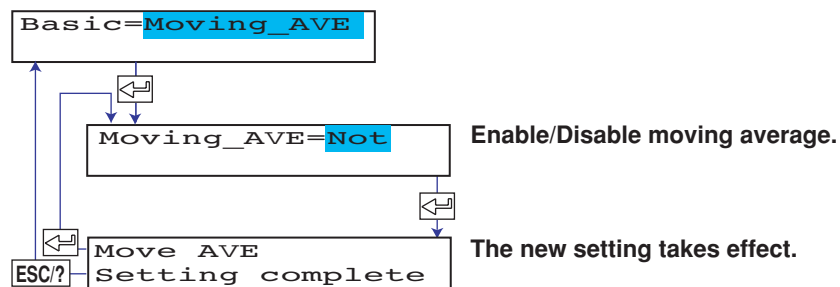 Basic=Moving_AVE
Moving_AVE=Not
Enable/Disable moving average.
Move AVE
Setting complete
The new setting takes effect.
ESC/?